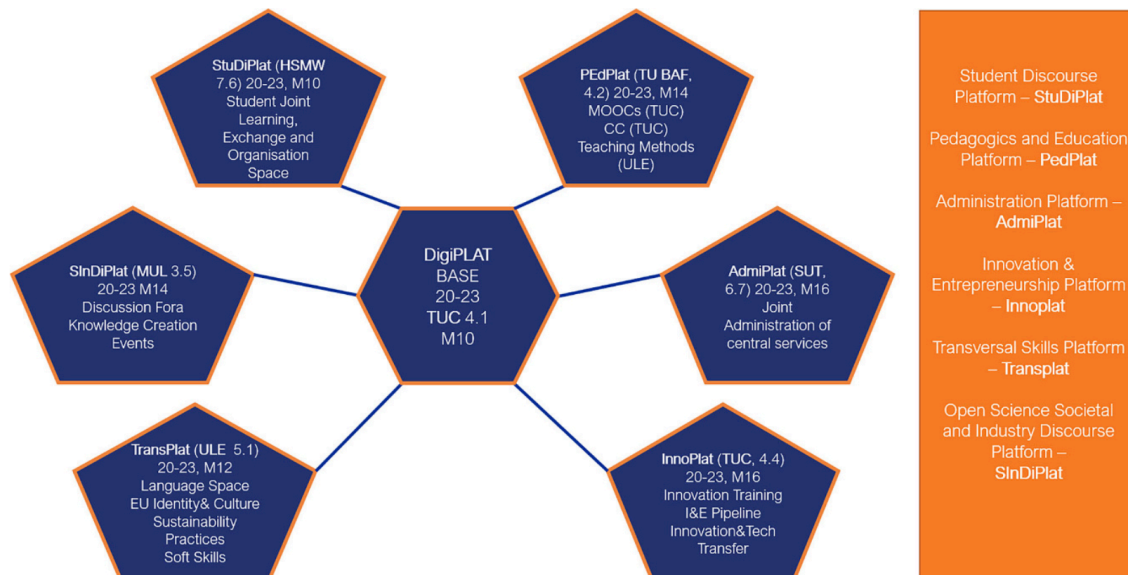 StuDiPlat (HSMW
7.6) 20-23, M10
Student Joint
Learning,
Exchange and
Organisation
Space
PEdPlat (TU BAF,
4.2) 20-23, M14
MOOCs (TUC)
CC (TUC)
Teaching Methods
(ULE)
SInDiPlat (MUL 3.5)
20-23 M14
Discussion Fora
Knowledge Creation
Events
DigiPLAT
BASE
20-23
TUC 4.1
M10
AdmiPlat (SUT,
6.7) 20-23, M16
Joint
Administration of
central services
TransPlat (ULE 5.1)
20-23, M12
Language Space
EU Identity& Culture
Sustainability
Practices
Soft Skills
InnoPlat (TUC, 4.4)
20-23, M16
Innovation Training
I&E Pipeline
Innovation&Tech
Transfer
Student Discourse
Platform – StuDiPlat
Pedagogics and Education
Platform – PedPlat
Administration Platform –
AdmiPlat
Innovation &
Entrepreneurship Platform
– Innoplat
Transversal Skills Platform
– Transplat
Open Science Societal
and Industry Discourse
Platform –
SInDiPlat